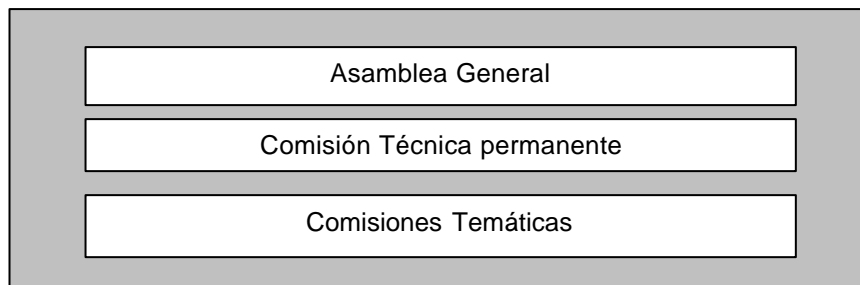 Asamblea General
Comisión Técnica permanente
Comisiones Temáticas